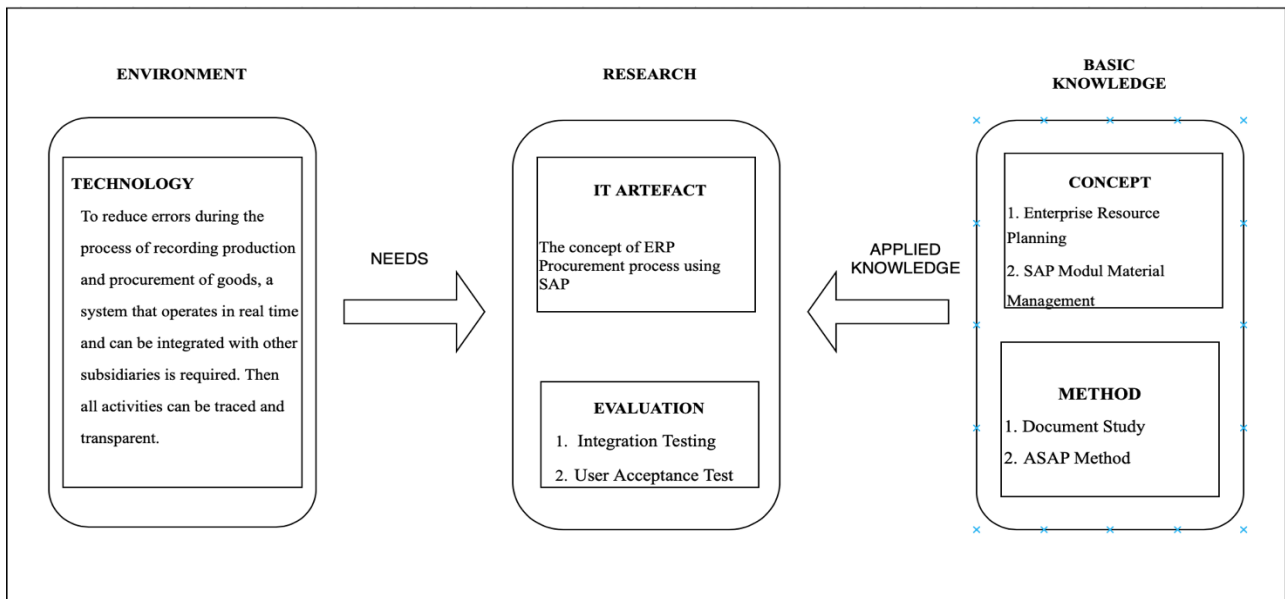 ENVIRONMENT
TECHNOLOGY
To reduce errors during the
process of recording production
and procurement of goods, a
system that operates in real time
and can be integrated with other
subsidiaries is required. Then
all activities can be traced and
transparent.
NEEDS
RESEARCH
IT ARTEFACT
The concept of ERP
Procurement process using
SAP
EVALUATION
1. Integration Testing
2. User Acceptance Test
APPLIED
KNOWLEDGE
BASIC
KNOWLEDGE
CONCEPT
1. Enterprise Resource
Planning
2. SAP Modul Material
Management
METHOD
1. Document Study
2. ASAP Method